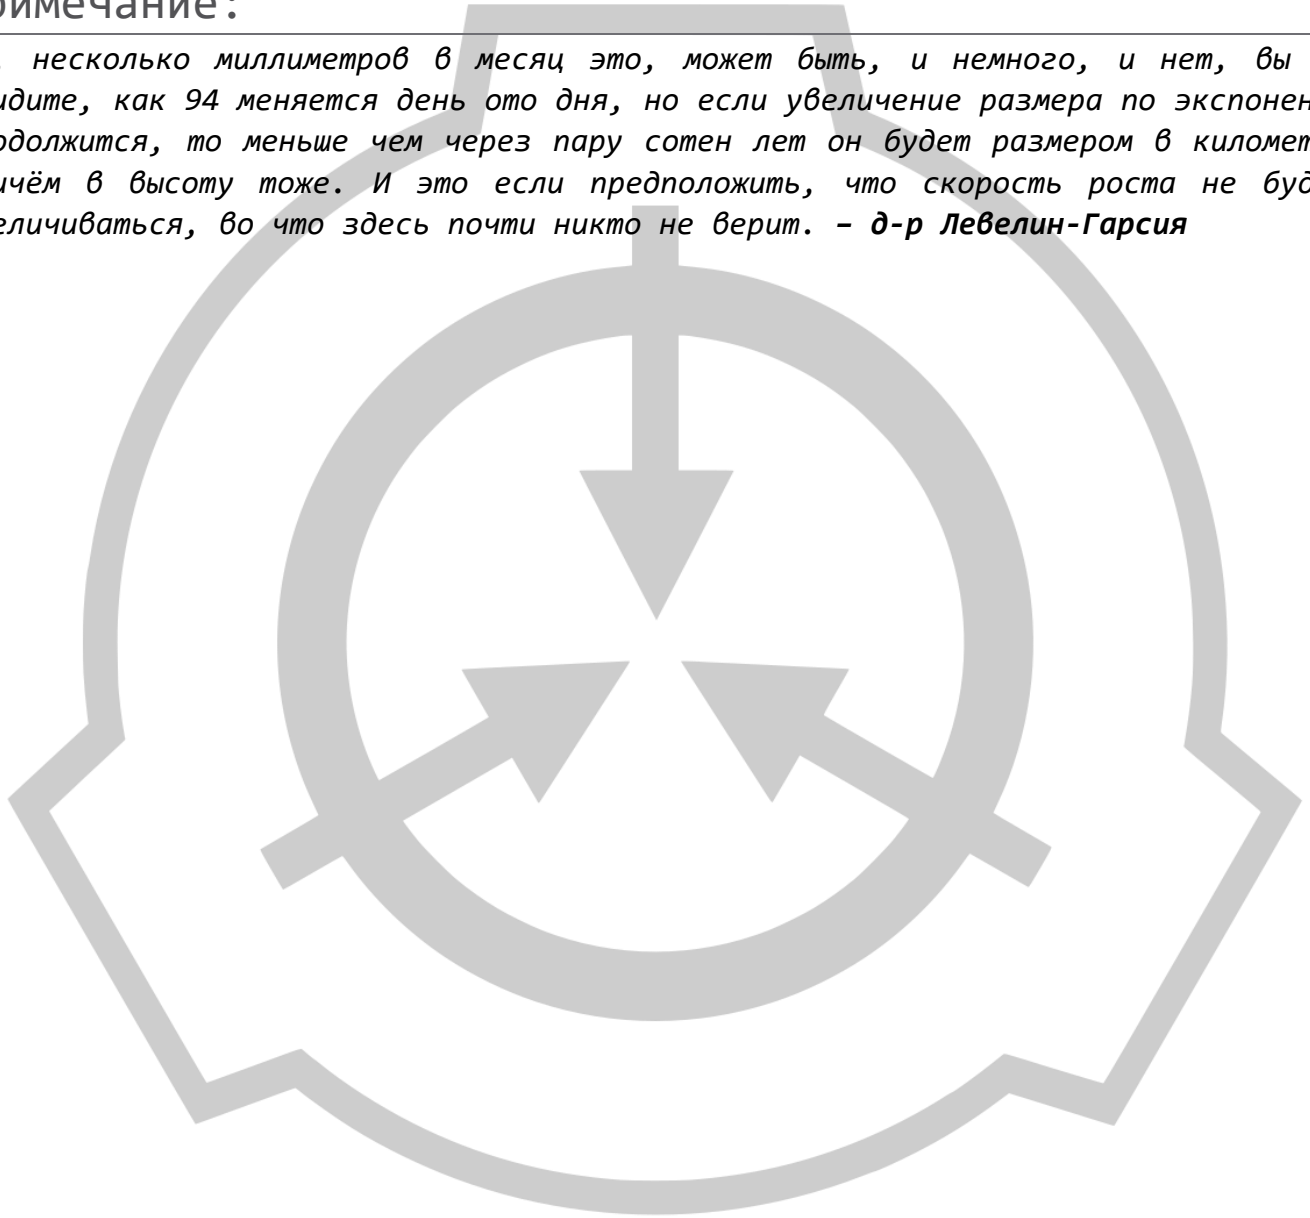 римечание:
несколько миллиметров в месяц это, может быть, и немного, и нет, вы
идите, как 94 меняется день ото дня, но если увеличение размера по экспонен
одолжится, то меньше чем через пару сотен лет он будет размером в километ
ичём в высоту тоже. И это если предположить, что скорость роста не буд
еличиваться, во что здесь почти никто не верит. – д-р Левелин-Гарсия